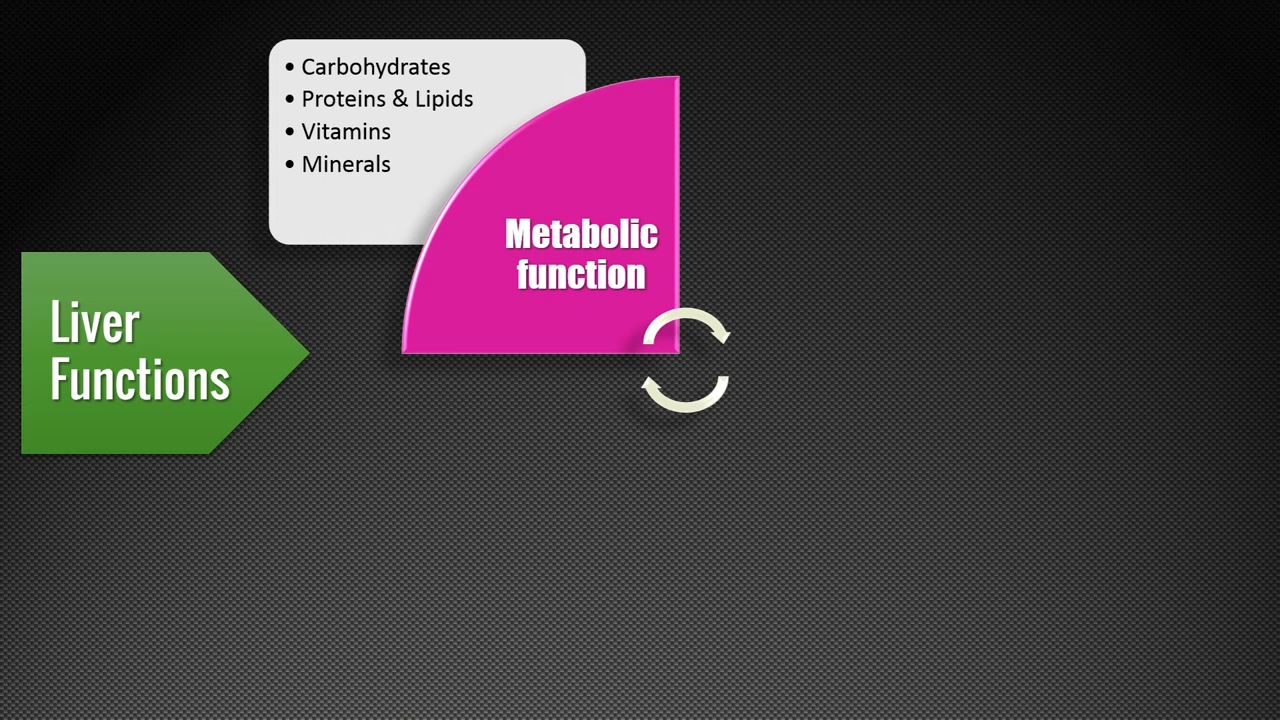 • Carbohydrates
• Proteins & Lipids
• Vitamins
• Minerals
Metabolic
function
Liver
Functions